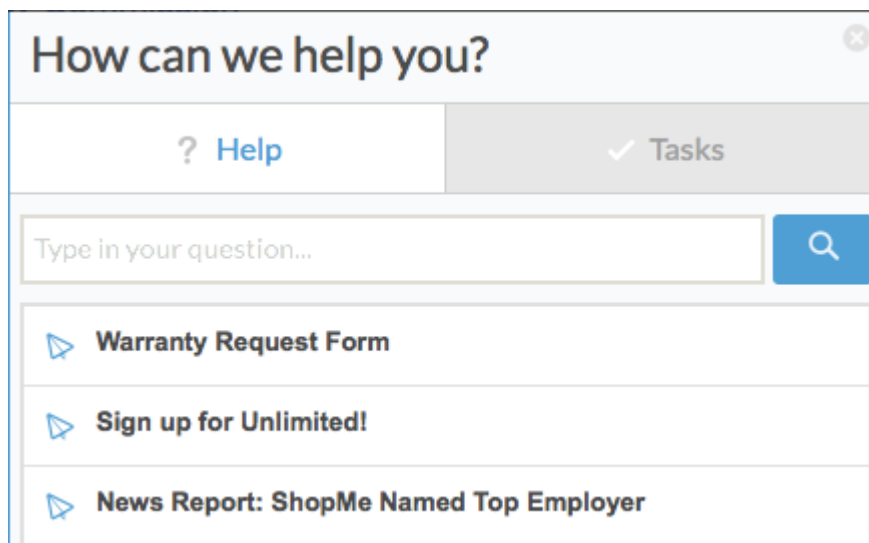 How can we help you?
? Help
Tasks
Type in your question...
Warranty Request Form
Sign up for Unlimited!
News Report: ShopMe Named Top Employer